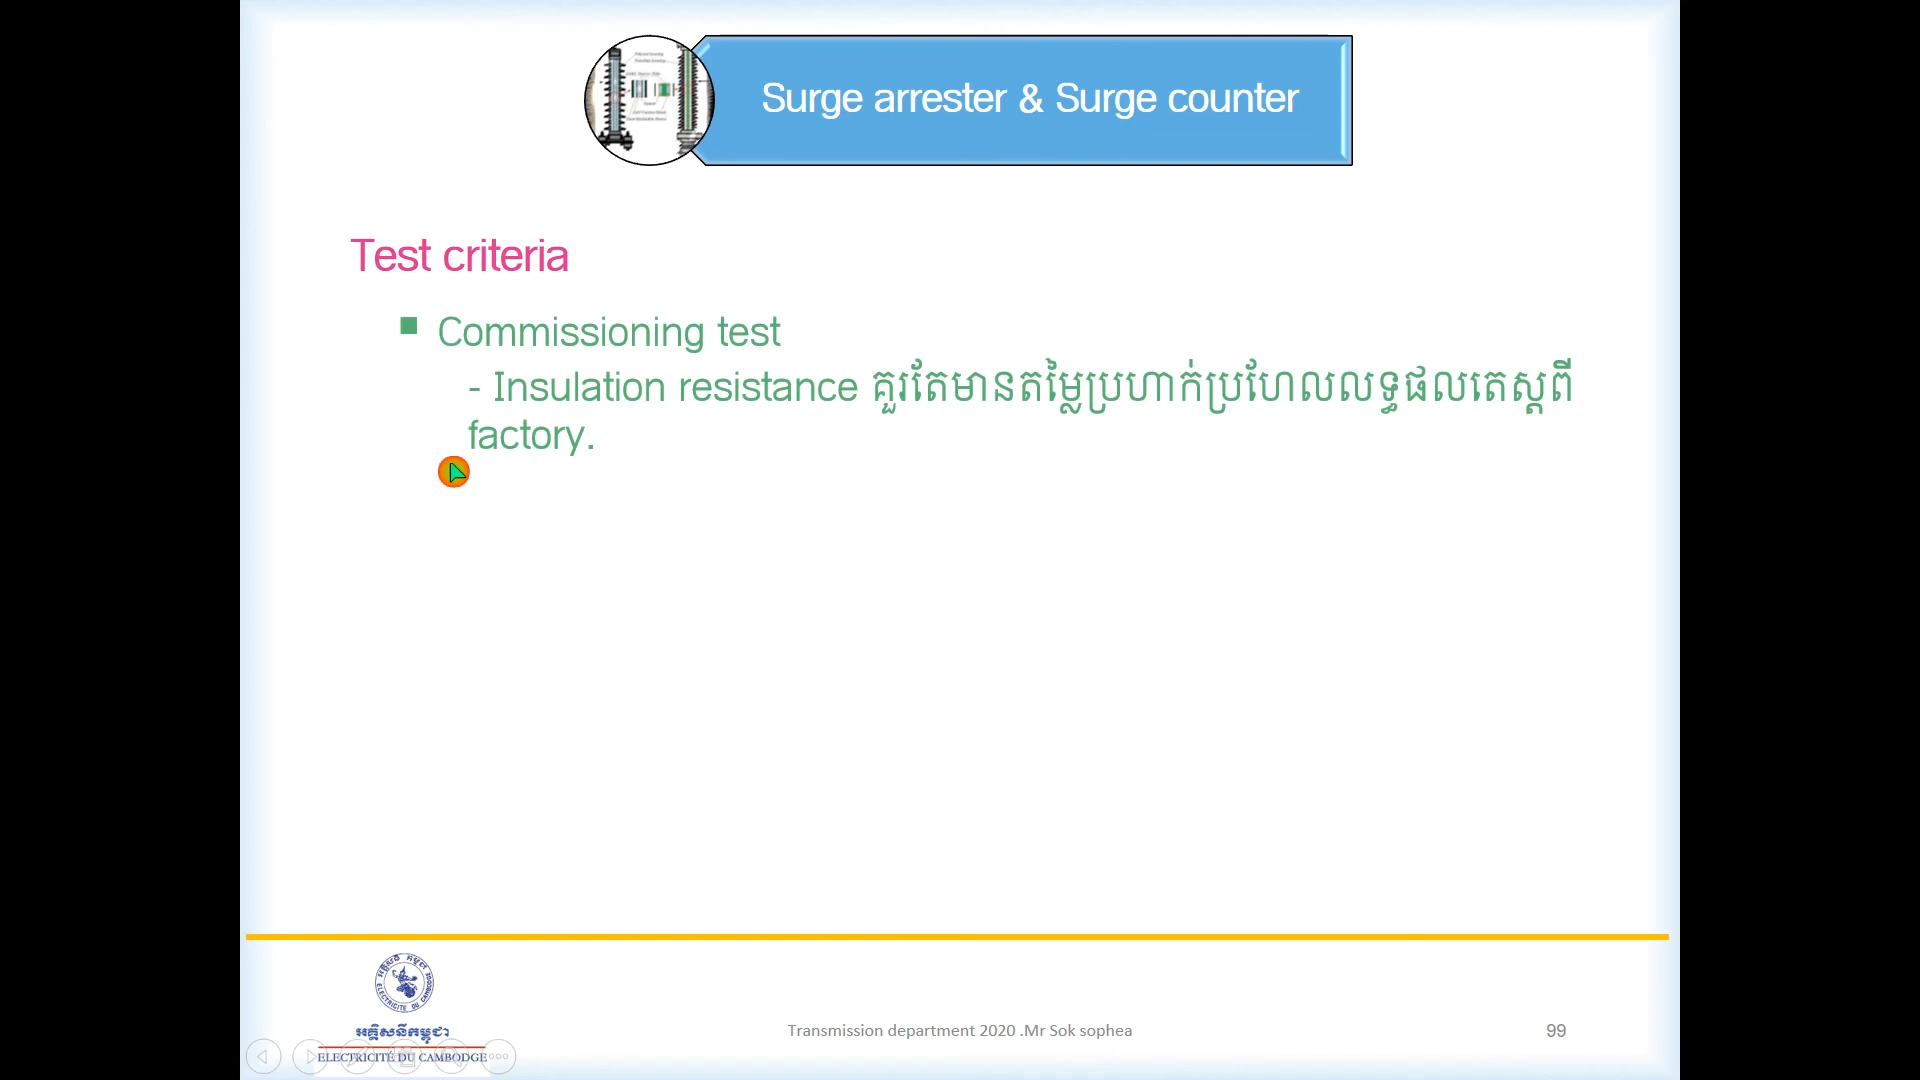 Surge arrester & Surge counter
Test criteria
Commissioning test
- Insulation resistance គួរតែមានតម្លៃប្រហាក់ប្រហែលលទ្ធផលតេស្តពី
factory.
អគ្គិសនីកម្ពុជា
ELECTRICITÉ DU CAMBODGE
Transmission department 2020 .Mr Sok sophea
99